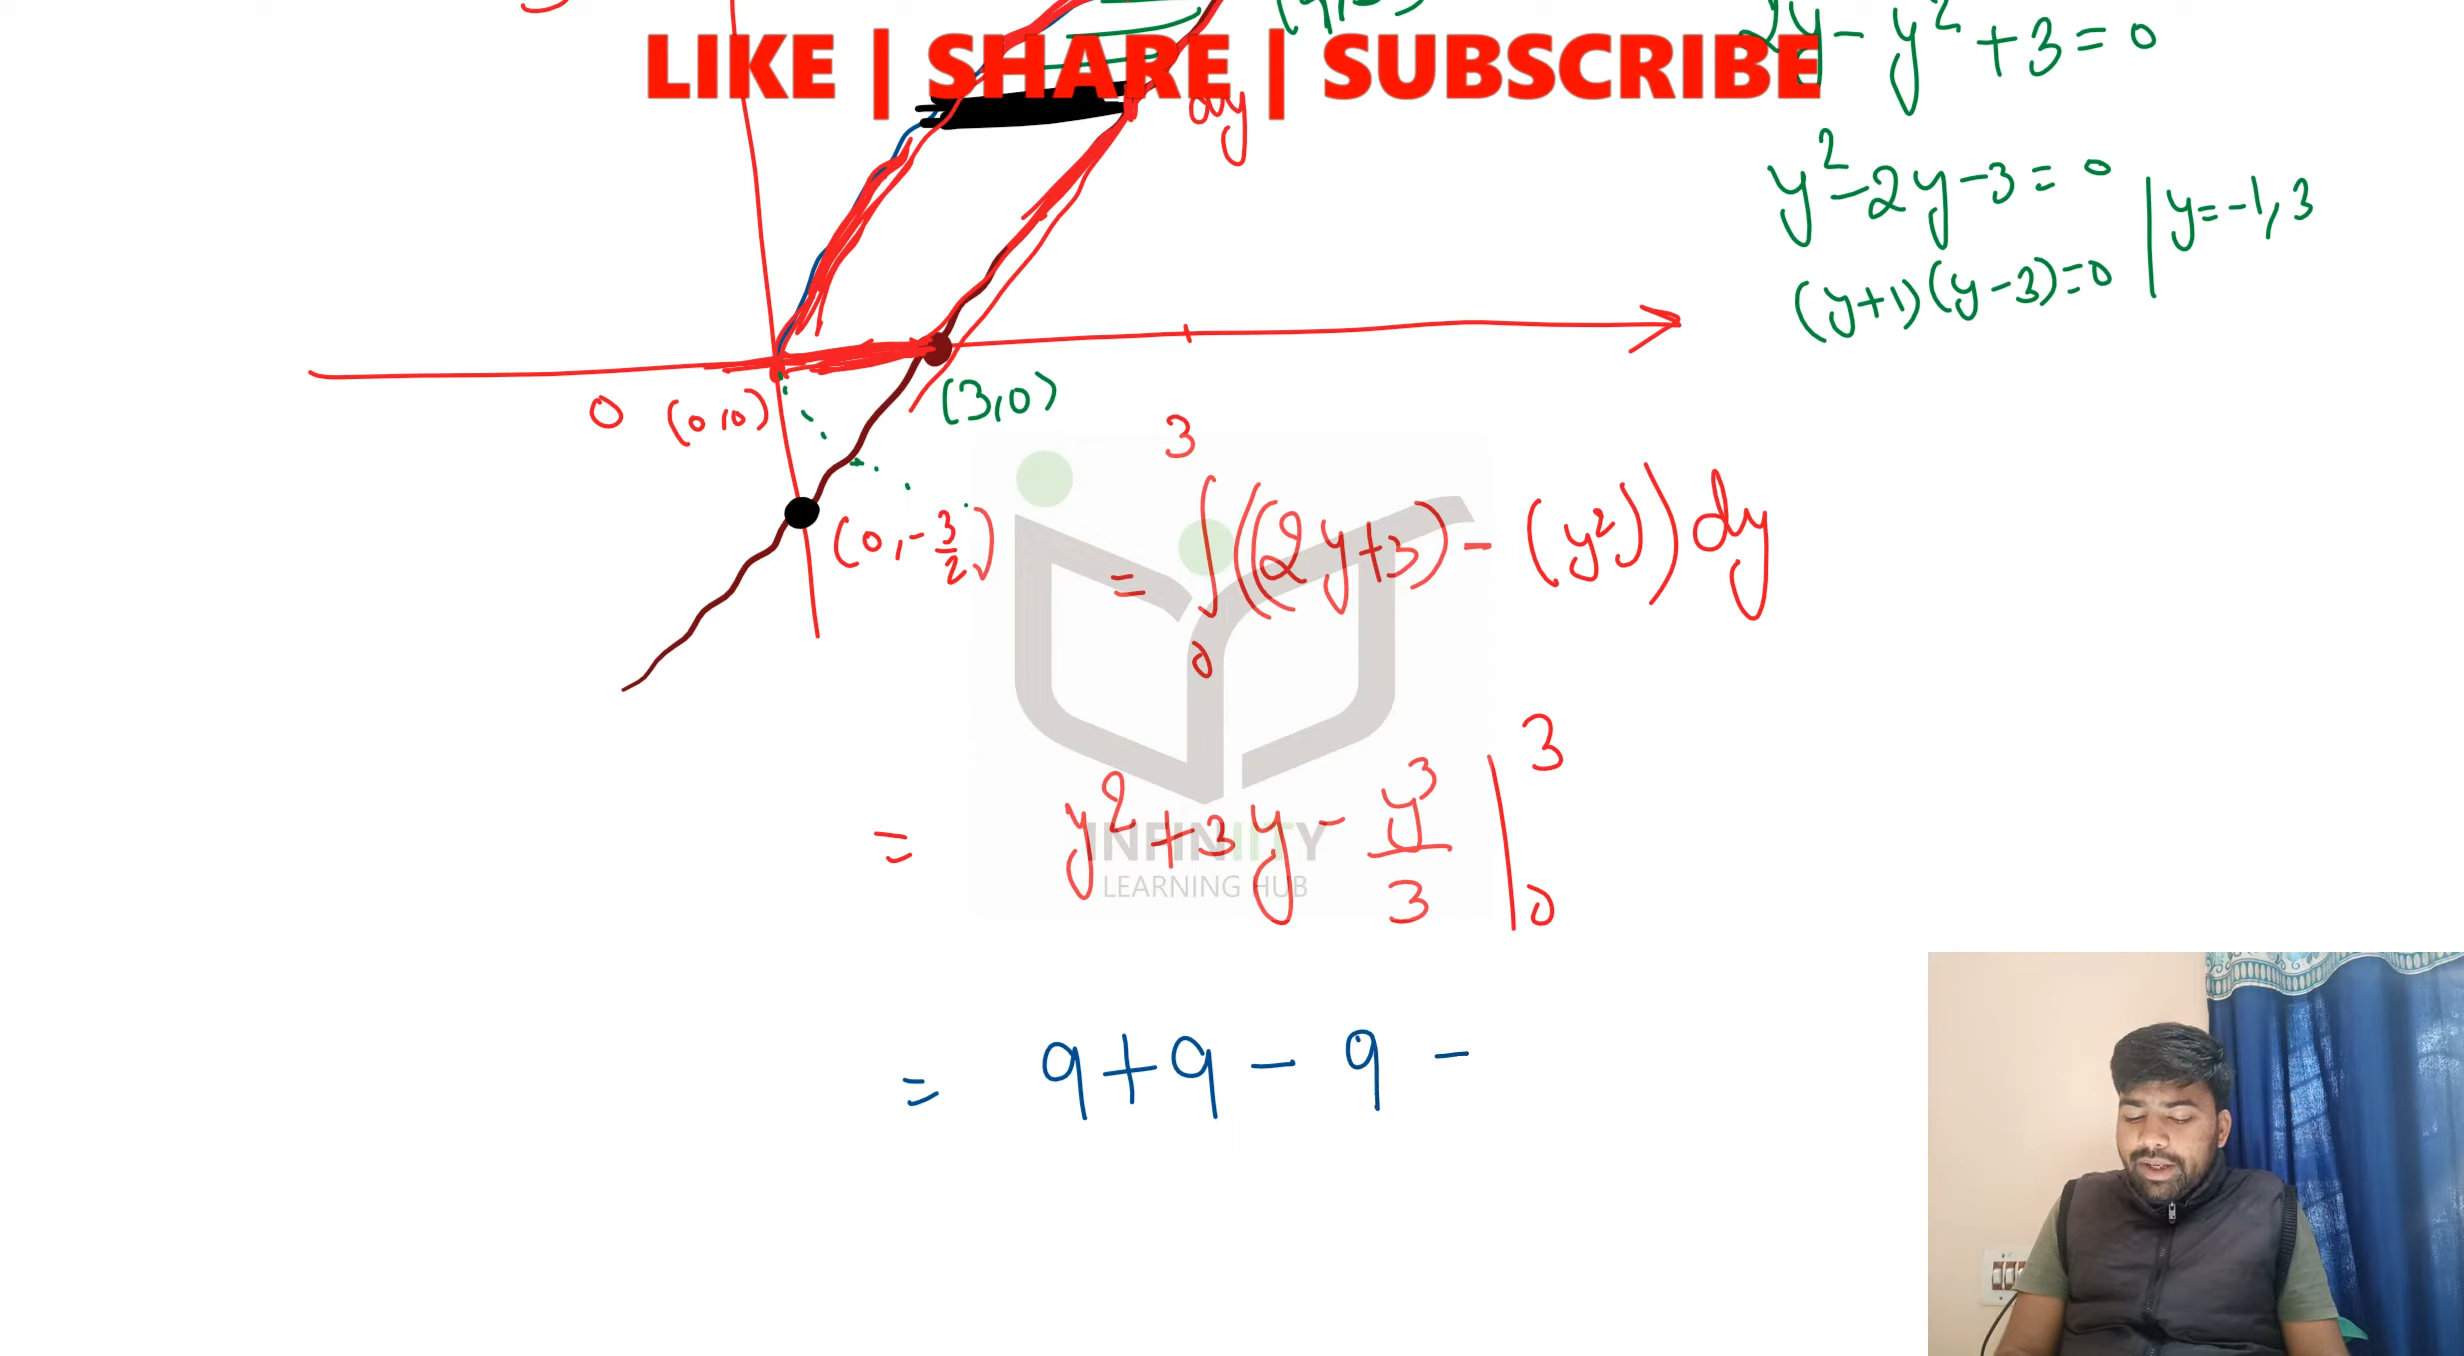 2y - y² + 3 = 0
LIKE | SHARE | SUBSCRIBE
dy
y² - 2y - 3 = 0
y = -1, 3
(y+1)(y-3) = 0
0 (0,0)
(3,0)
(0, -3/2)
= ∫₀³ ((2y+3) - (y²)) dy
= y² + 3y - y³/3 |₀³
INFINIITY
LEARNING HUB
= 9 + 9 - 9 -